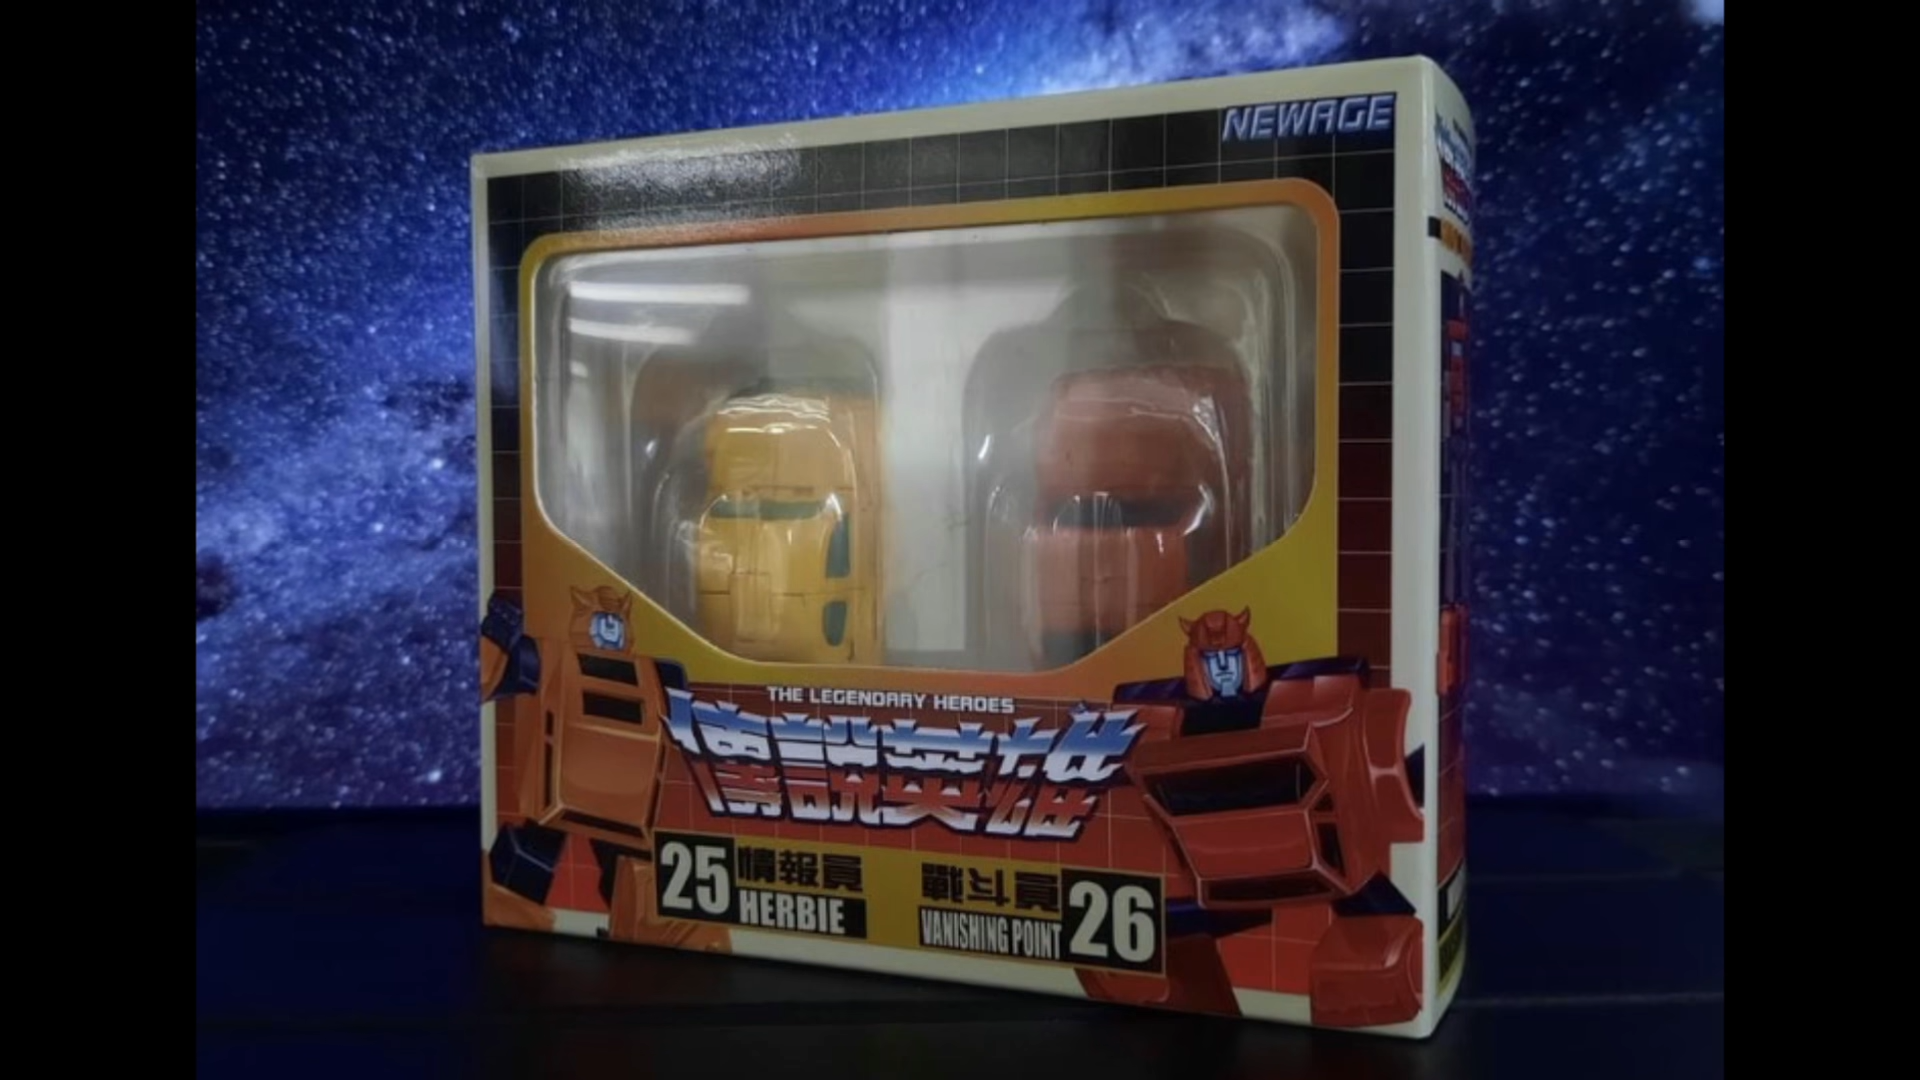 NEWAGE
THE LEGENDARY HEROES
傳說英雄
25 情報員
HERBIE
戰斗員 26
VANISHING POINT